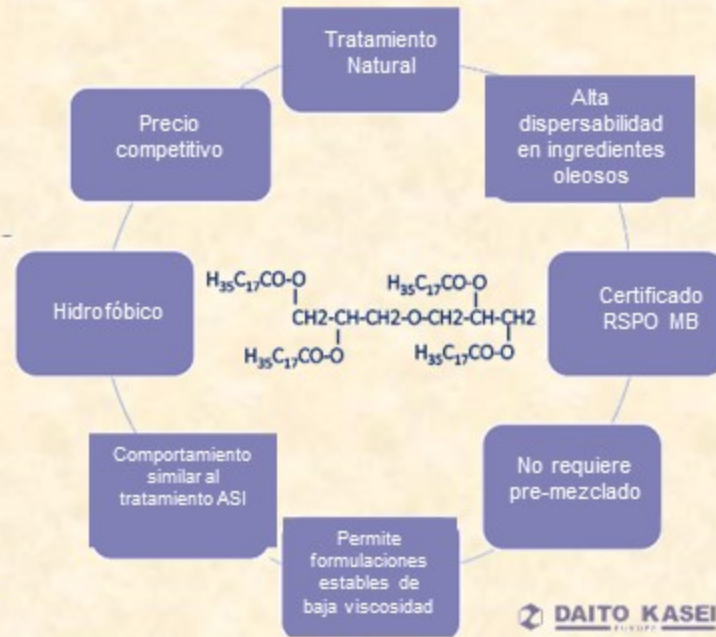 Tratamiento
Natural
Alta
dispersabilidad
en ingredientes
oleosos
Certificado
RSPO MB
No requiere
pre-mezclado
Permite
formulaciones
estables de
baja viscosidad
Comportamiento
similar al
tratamiento ASI
Hidrofóbico
Precio
competitivo
H₃₅C₁₇CO-O H₃₅C₁₇CO-O
CH2-CH-CH2-O-CH2-CH-CH2
H₃₅C₁₇CO-O H₃₅C₁₇CO-O
DAITO KASEI
EUROPE